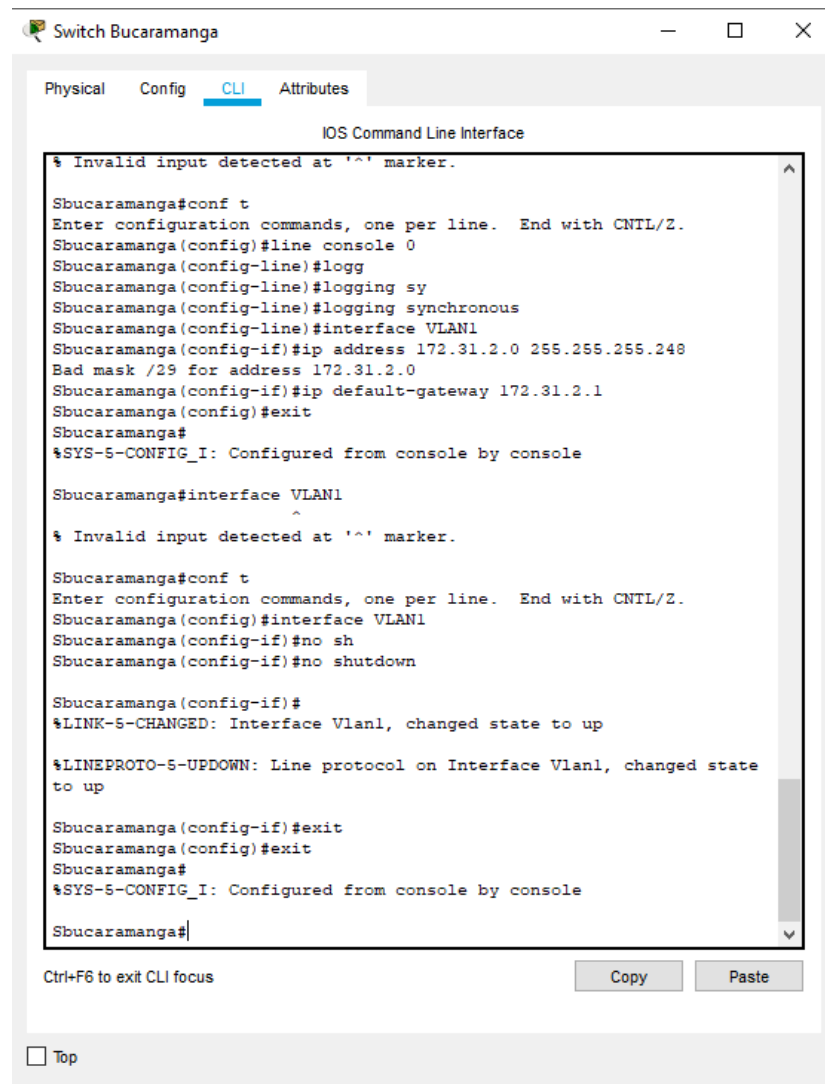 Switch Bucaramanga
Physical Config CLI Attributes
IOS Command Line Interface
% Invalid input detected at '^' marker.
Sbucaramanga#conf t
Enter configuration commands, one per line.  End with CNTL/Z.
Sbucaramanga(config)#line console 0
Sbucaramanga(config-line)#logg
Sbucaramanga(config-line)#logging sy
Sbucaramanga(config-line)#logging synchronous
Sbucaramanga(config-line)#interface VLAN1
Sbucaramanga(config-if)#ip address 172.31.2.0 255.255.255.248
Bad mask /29 for address 172.31.2.0
Sbucaramanga(config-if)#ip default-gateway 172.31.2.1
Sbucaramanga(config)#exit
Sbucaramanga#
%SYS-5-CONFIG_I: Configured from console by console
Sbucaramanga#interface VLAN1
^
% Invalid input detected at '^' marker.
Sbucaramanga#conf t
Enter configuration commands, one per line.  End with CNTL/Z.
Sbucaramanga(config)#interface VLAN1
Sbucaramanga(config-if)#no sh
Sbucaramanga(config-if)#no shutdown
Sbucaramanga(config-if)#
%LINK-5-CHANGED: Interface Vlan1, changed state to up
%LINEPROTO-5-UPDOWN: Line protocol on Interface Vlan1, changed state
to up
Sbucaramanga(config-if)#exit
Sbucaramanga(config)#exit
Sbucaramanga#
%SYS-5-CONFIG_I: Configured from console by console
Sbucaramanga#
Ctrl+F6 to exit CLI focus Copy Paste
Top